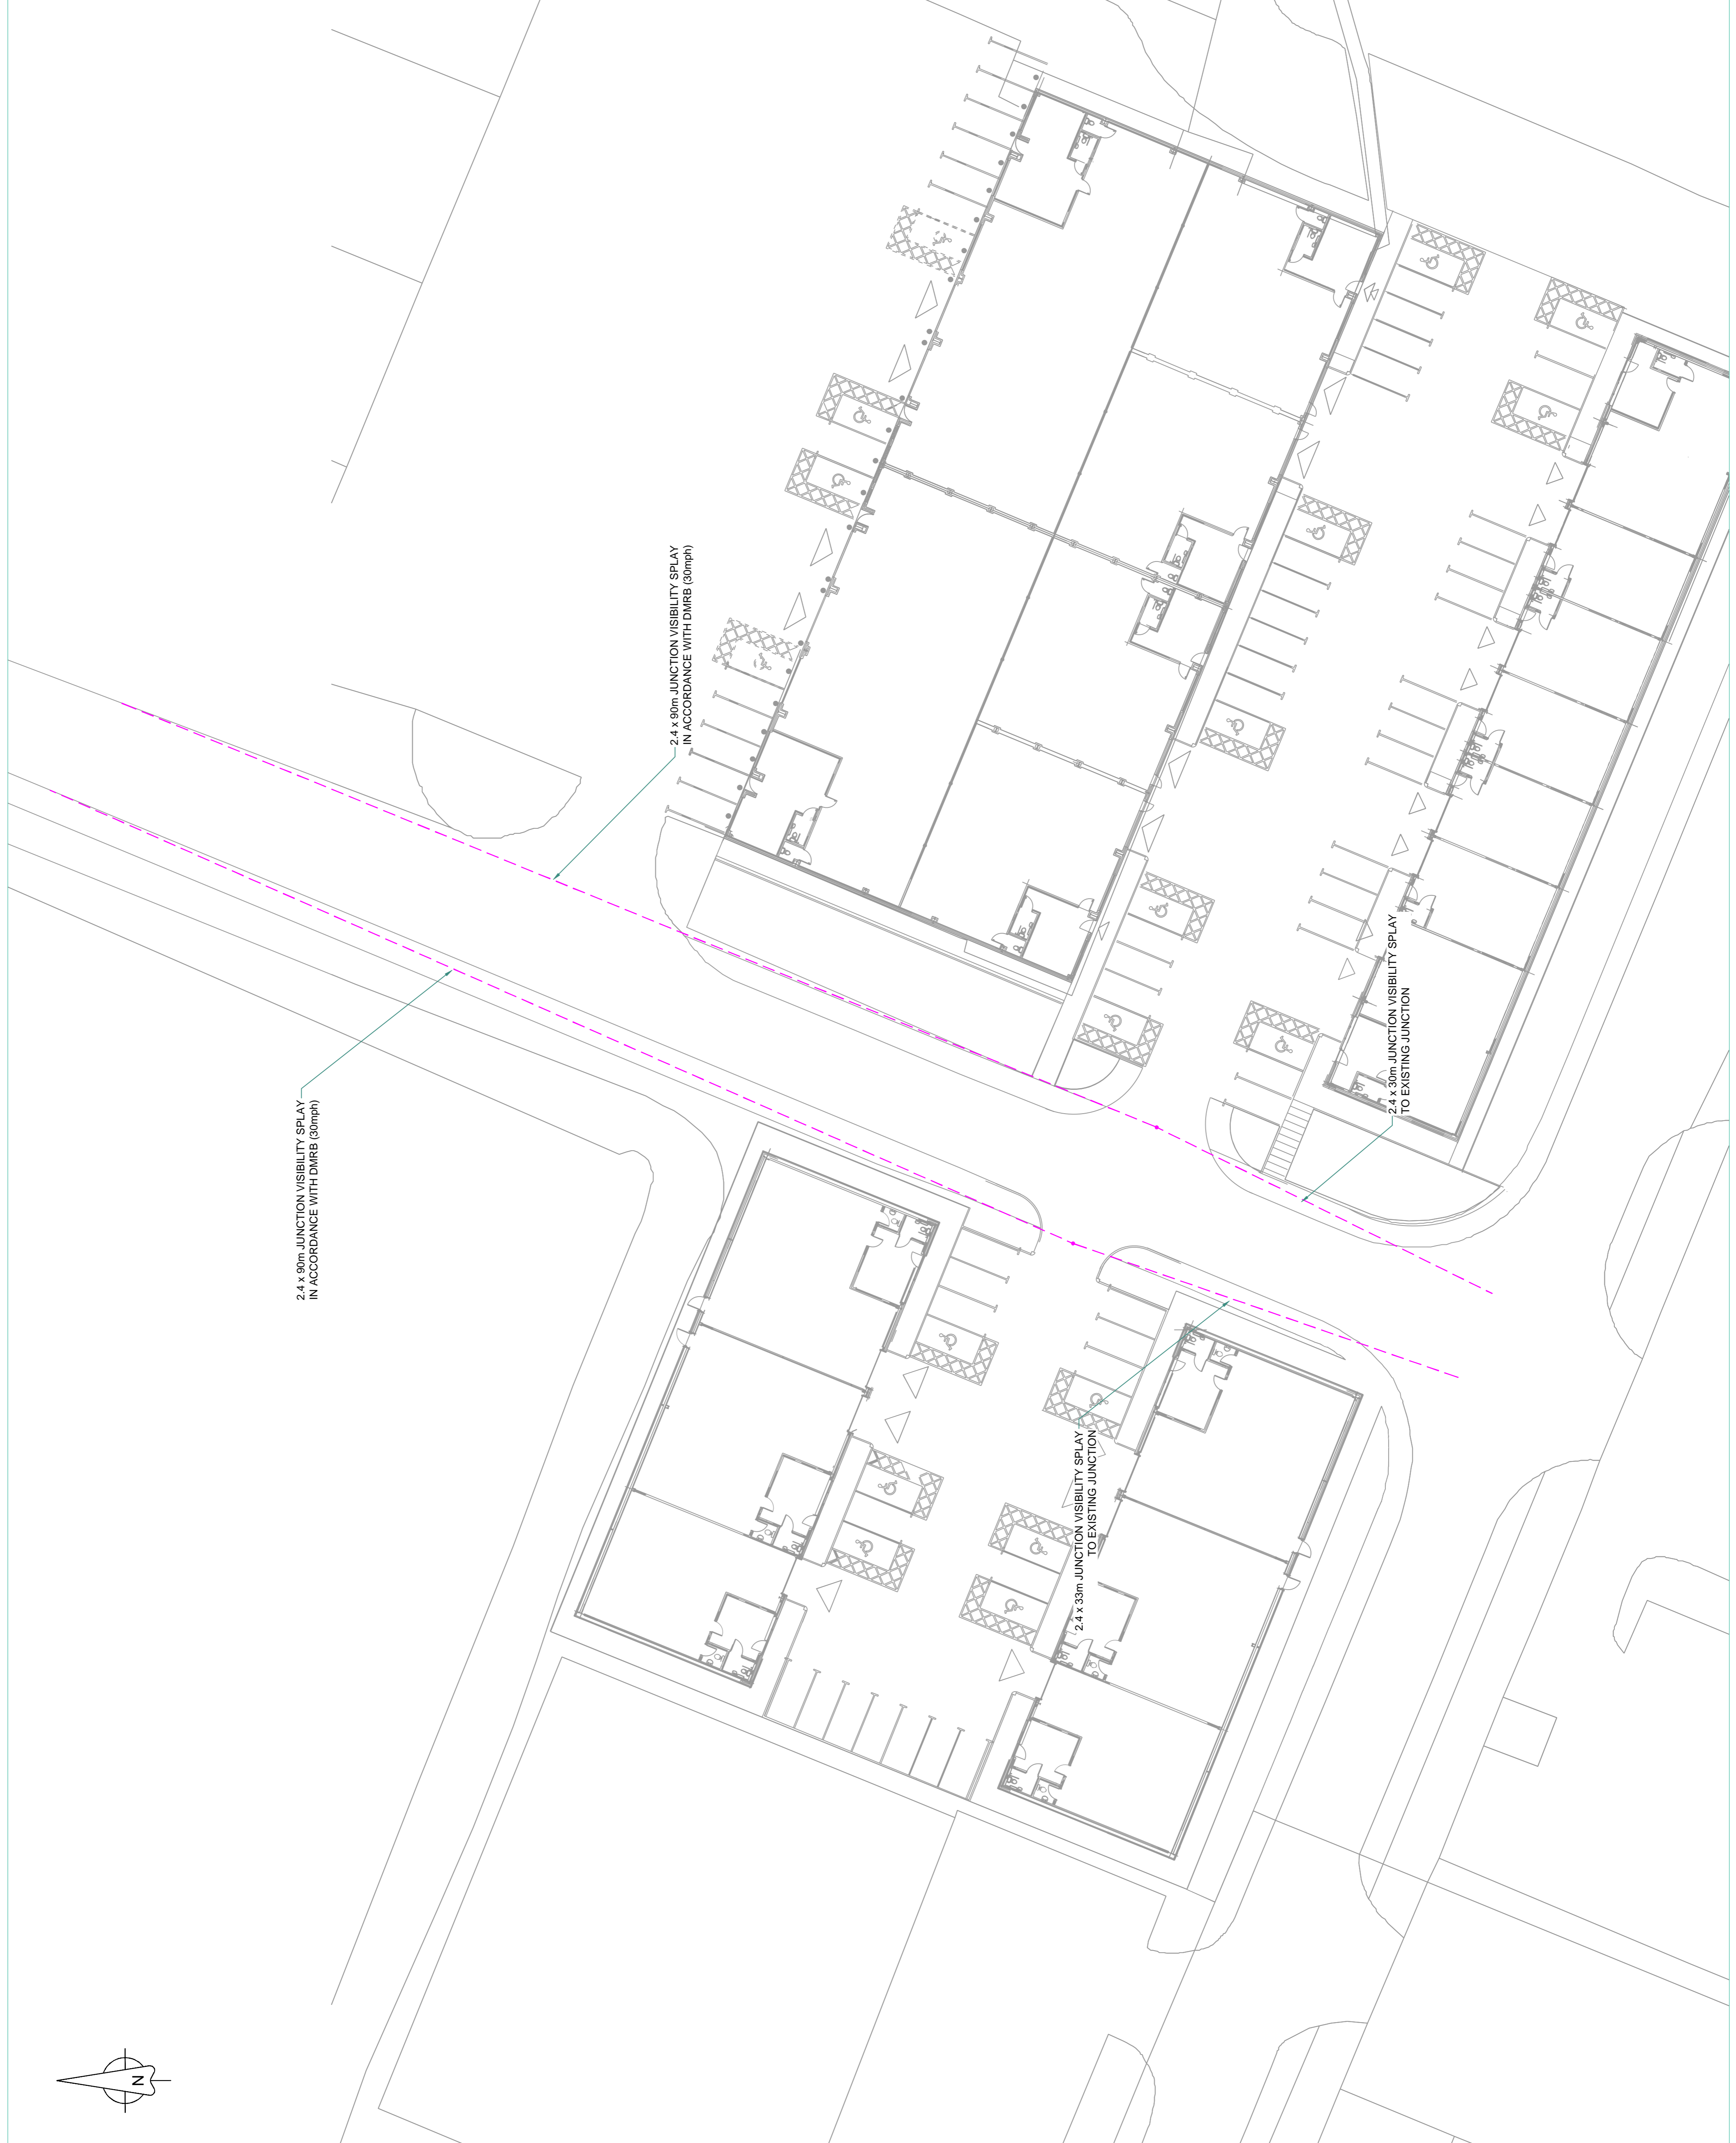 2.4 x 90m JUNCTION VISIBILITY SPLAY
IN ACCORDANCE WITH DMRB (30mph)
2.4 x 90m JUNCTION VISIBILITY SPLAY
IN ACCORDANCE WITH DMRB (30mph)
2.4 x 30m JUNCTION VISIBILITY SPLAY
TO EXISTING JUNCTION
2.4 x 33m JUNCTION VISIBILITY SPLAY
TO EXISTING JUNCTION
N